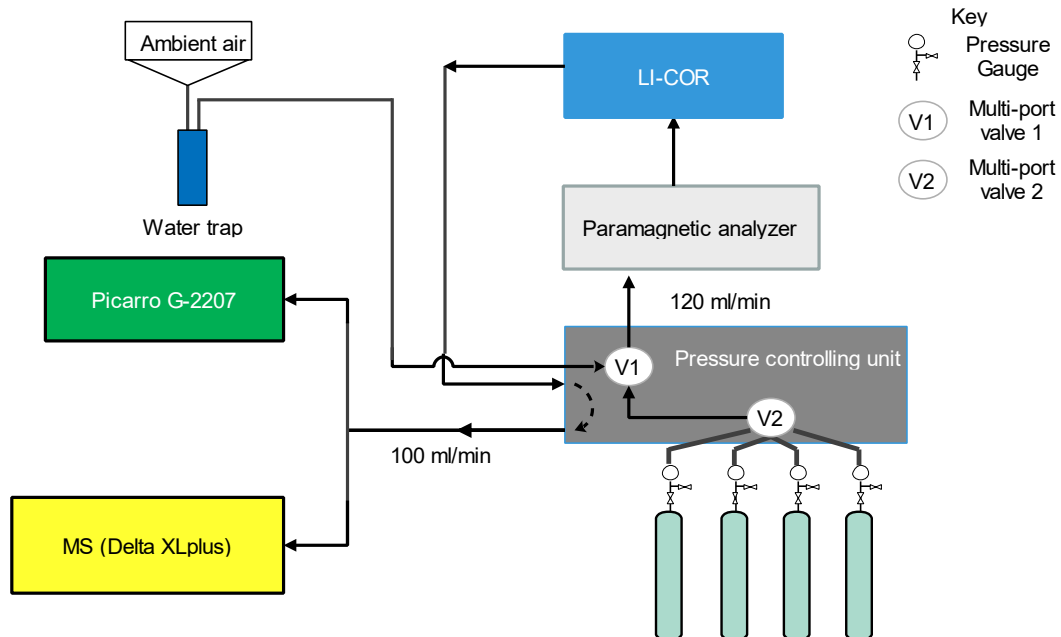 Ambient air
Water trap
LI-COR
Key
Pressure
Gauge
V1
Multi-port
valve 1
V2
Multi-port
valve 2
Paramagnetic analyzer
Picarro G-2207
120 ml/min
Pressure controlling unit
V1
V2
100 ml/min
MS (Delta XLplus)